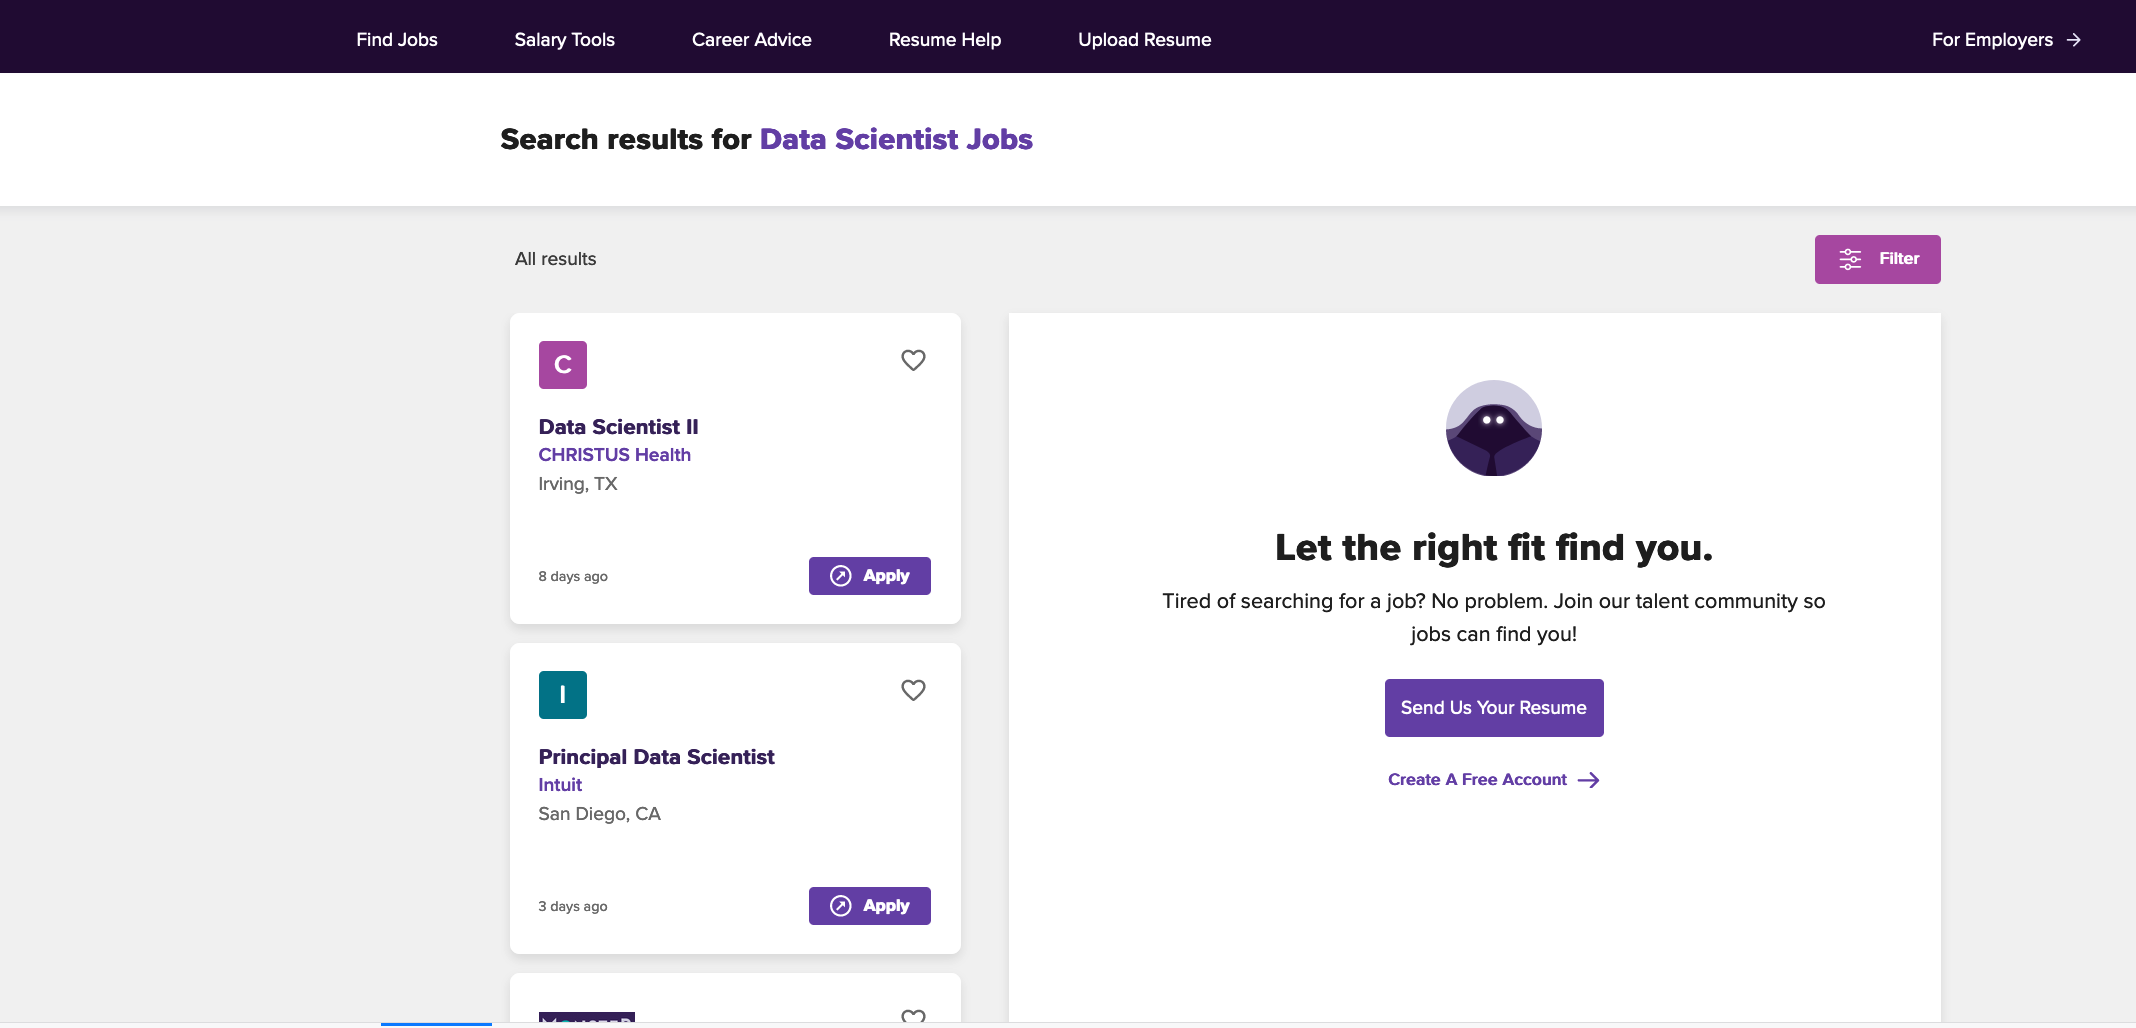 Find Jobs
Salary Tools
Career Advice
Resume Help
Upload Resume
For Employers
Search results for Data Scientist Jobs
All results
Filter
C
Data Scientist II
CHRISTUS Health
Irving, TX
8 days ago
Apply
I
Principal Data Scientist
Intuit
San Diego, CA
3 days ago
Apply
Let the right fit find you.
Tired of searching for a job? No problem. Join our talent community so
jobs can find you!
Send Us Your Resume
Create A Free Account